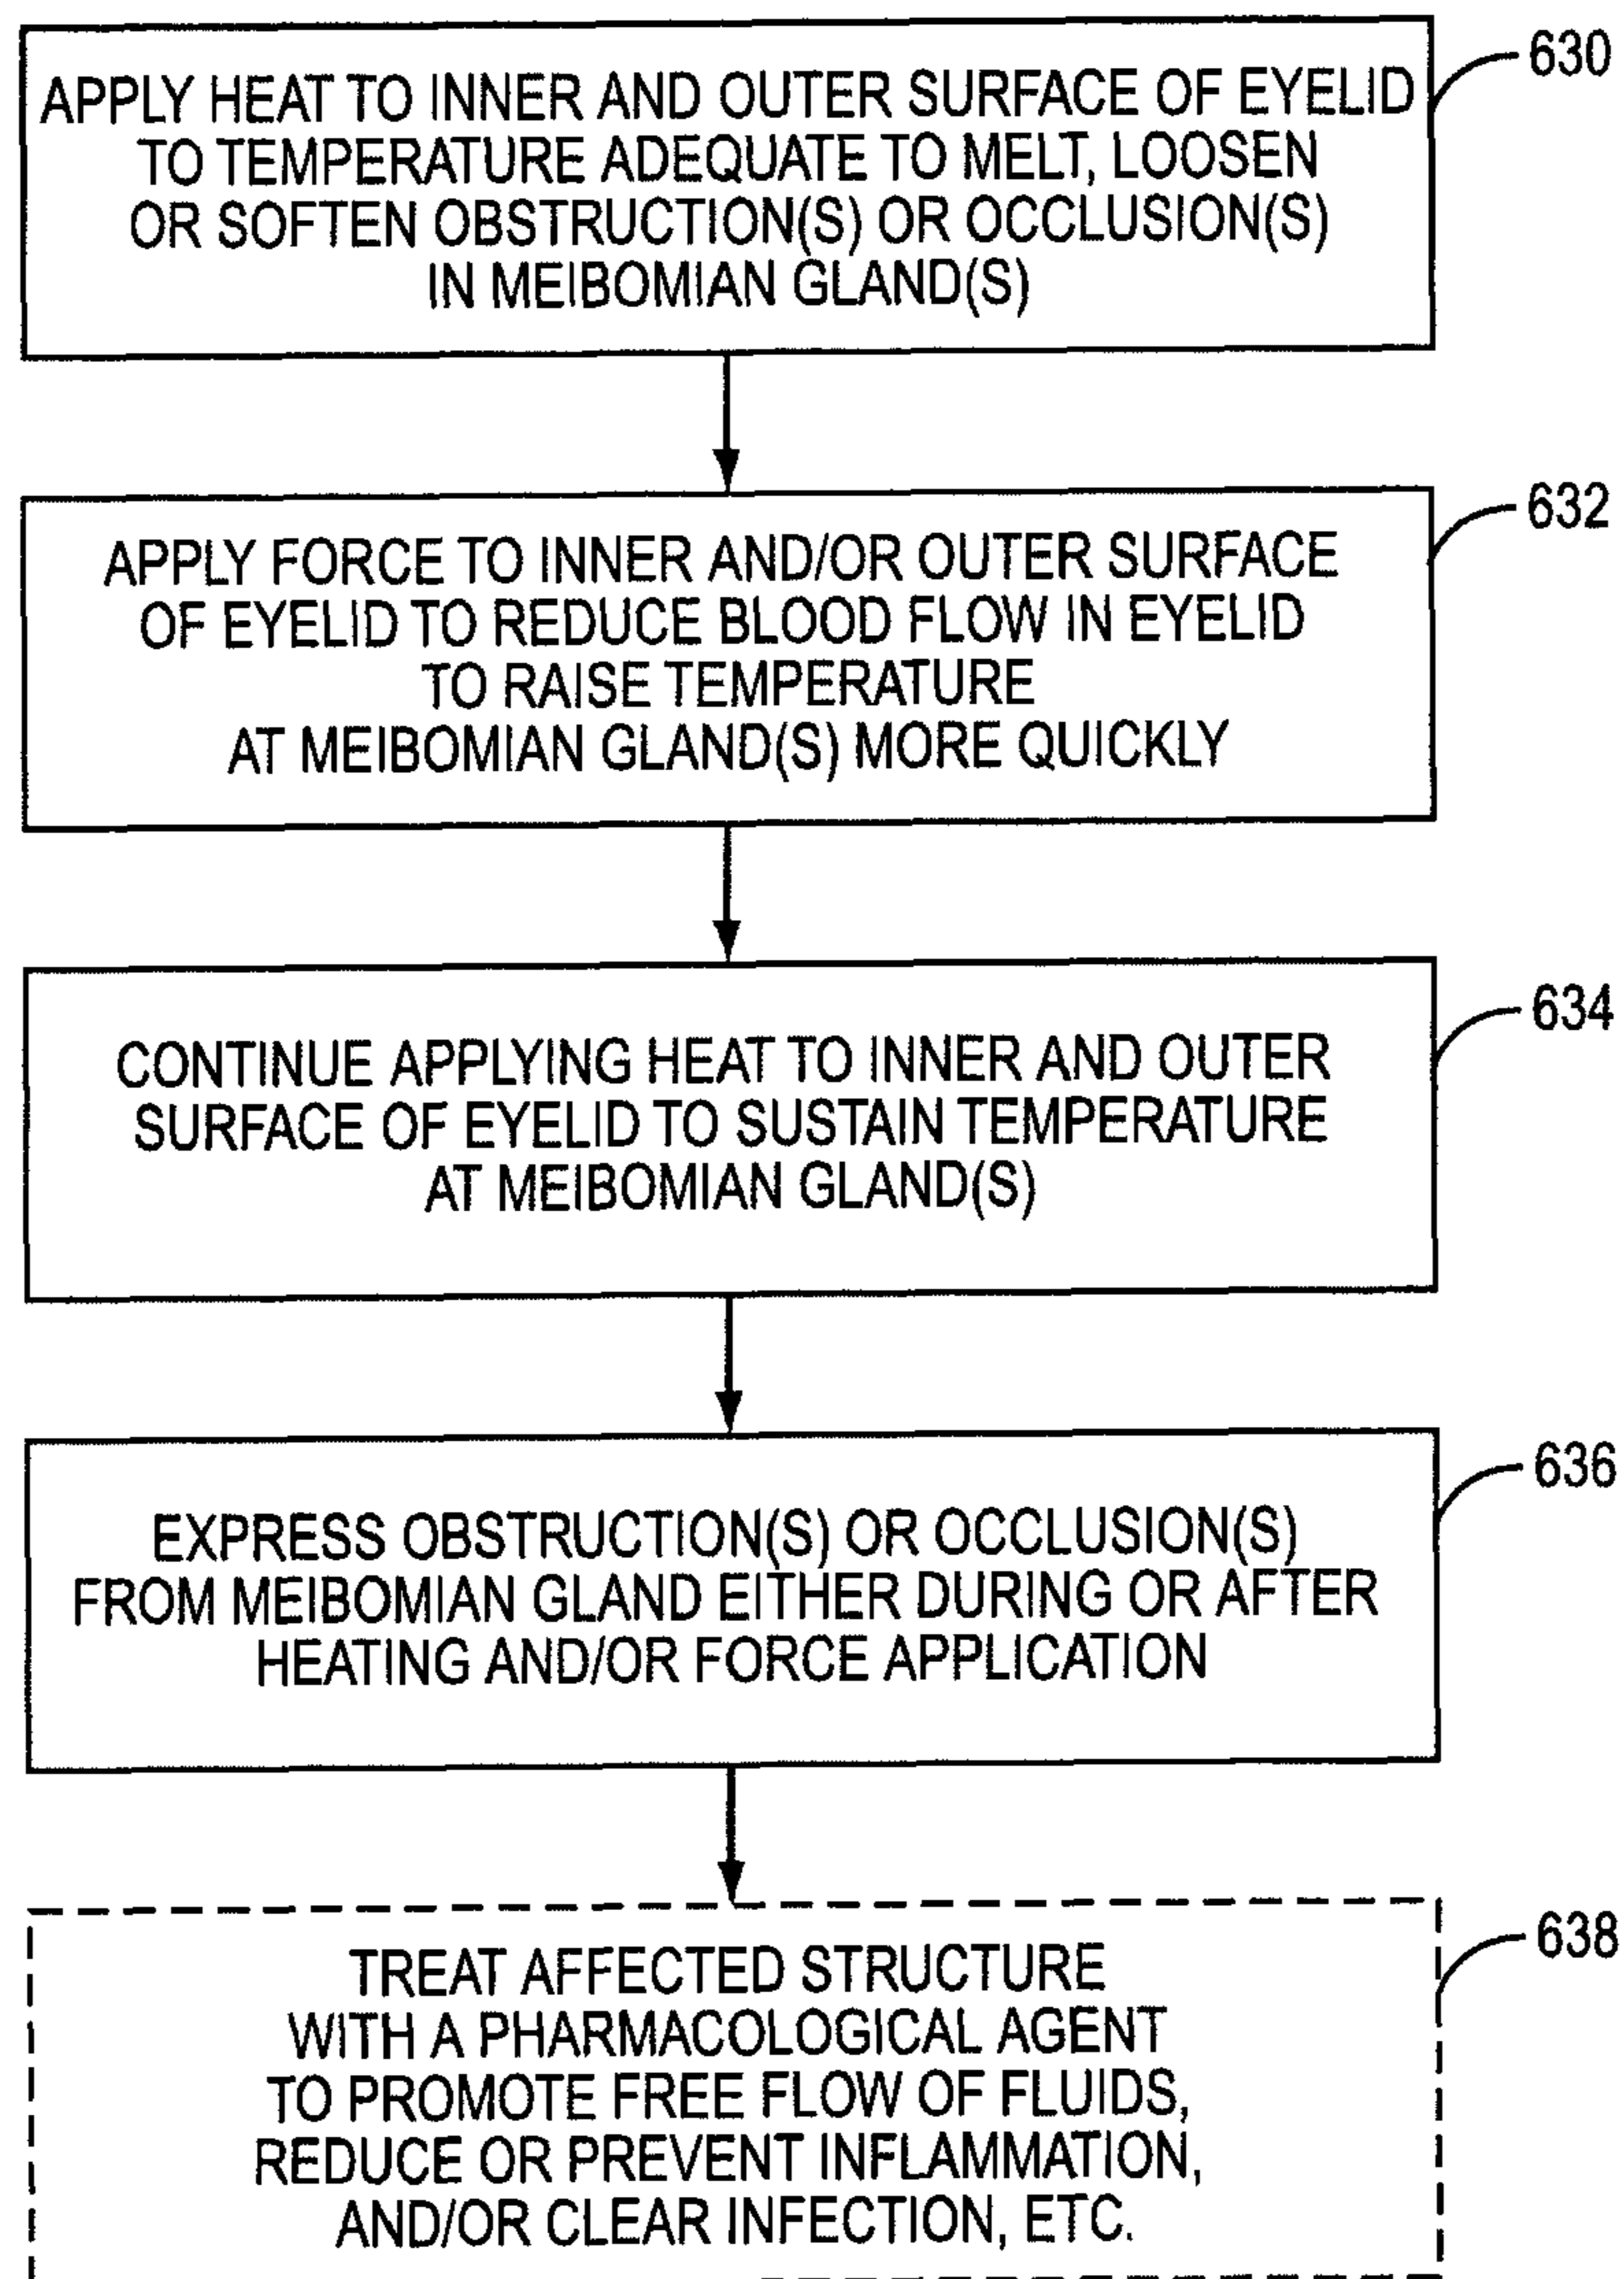 630
APPLY HEAT TO INNER AND OUTER SURFACE OF EYELID
TO TEMPERATURE ADEQUATE TO MELT, LOOSEN
OR SOFTEN OBSTRUCTION(S) OR OCCLUSION(S)
IN MEIBOMIAN GLAND(S)
632
APPLY FORCE TO INNER AND/OR OUTER SURFACE
OF EYELID TO REDUCE BLOOD FLOW IN EYELID
TO RAISE TEMPERATURE
AT MEIBOMIAN GLAND(S) MORE QUICKLY
634
CONTINUE APPLYING HEAT TO INNER AND OUTER
SURFACE OF EYELID TO SUSTAIN TEMPERATURE
AT MEIBOMIAN GLAND(S)
636
EXPRESS OBSTRUCTION(S) OR OCCLUSION(S)
FROM MEIBOMIAN GLAND EITHER DURING OR AFTER
HEATING AND/OR FORCE APPLICATION
638
TREAT AFFECTED STRUCTURE
WITH A PHARMACOLOGICAL AGENT
TO PROMOTE FREE FLOW OF FLUIDS,
REDUCE OR PREVENT INFLAMMATION,
AND/OR CLEAR INFECTION, ETC.